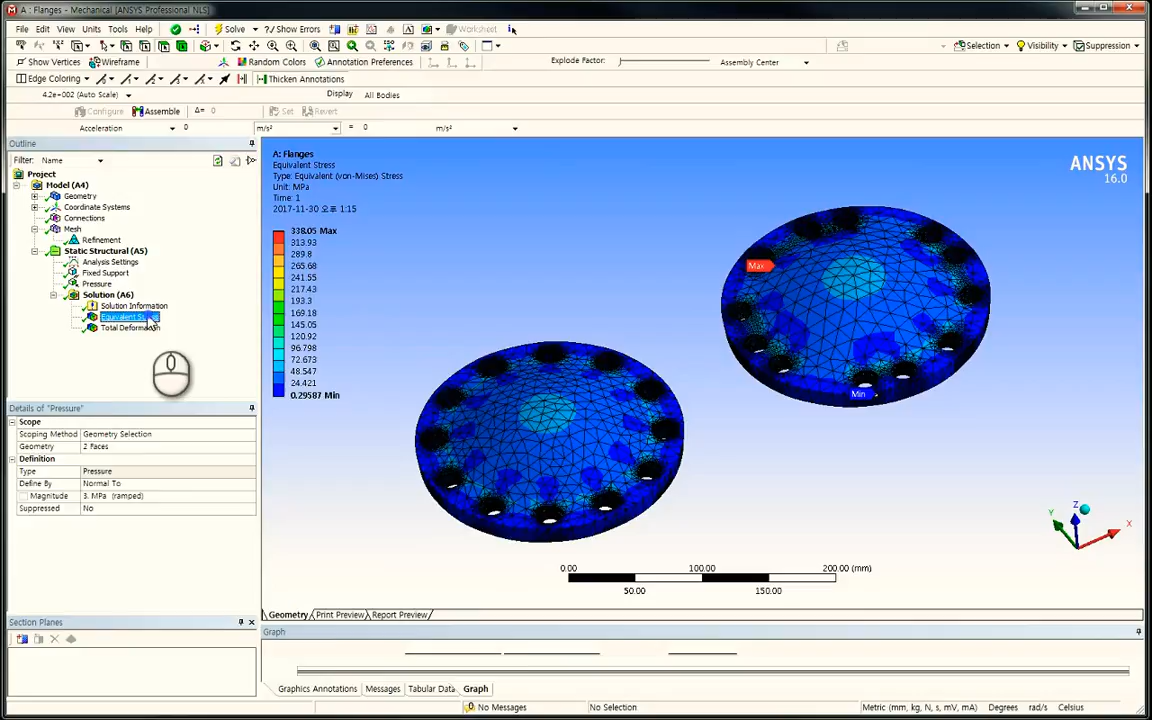 A : Flanges - Mechanical [ANSYS Professional NLS]
File Edit View Units Tools Help Solve Show Errors Worksheet
Selection Visibility Suppression
Show Vertices Wireframe Random Colors Annotation Preferences Explode Factor: Assembly Center
Edge Coloring Thicken Annotations
4.2e+002 (Auto Scale) Display All Bodies
Configure Assemble Δ= 0 Set Revert
Acceleration 0 m/s² = 0 m/s²
Outline
Filter: Name
Project
Model (A4)
Geometry
Coordinate Systems
Connections
Mesh
Refinement
Static Structural (A5)
Analysis Settings
Fixed Support
Pressure
Solution (A6)
Solution Information
Equivalent Stress
Total Deformation
Details of "Pressure"
Scope
Scoping Method Geometry Selection
Geometry 2 Faces
Definition
Type Pressure
Define By Normal To
Magnitude 3. MPa (ramped)
Suppressed No
Section Planes
A: Flanges
Equivalent Stress
Type: Equivalent (von-Mises) Stress
Unit: MPa
Time: 1
2017-11-30 오후 1:15
338.05 Max
313.93
289.8
265.68
241.55
217.43
193.3
169.18
145.05
120.92
96.798
72.673
48.547
24.421
0.29587 Min
ANSYS
16.0
Max
Min
Z
Y
X
0.00 100.00 200.00 (mm)
50.00 150.00
Geometry Print Preview Report Preview
Graph
Graphics Annotations Messages Tabular Data Graph
No Messages No Selection Metric (mm, kg, N, s, mV, mA) Degrees rad/s Celsius